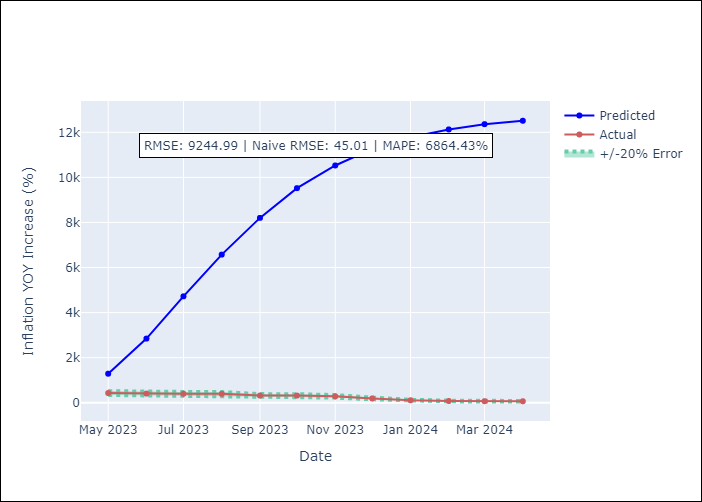 Predicted
Actual
+/-20% Error
RMSE: 9244.99 | Naive RMSE: 45.01 | MAPE: 6864.43%
12k
10k
8k
6k
4k
2k
0
Inflation YOY Increase (%)
May 2023 Jul 2023 Sep 2023 Nov 2023 Jan 2024 Mar 2024
Date